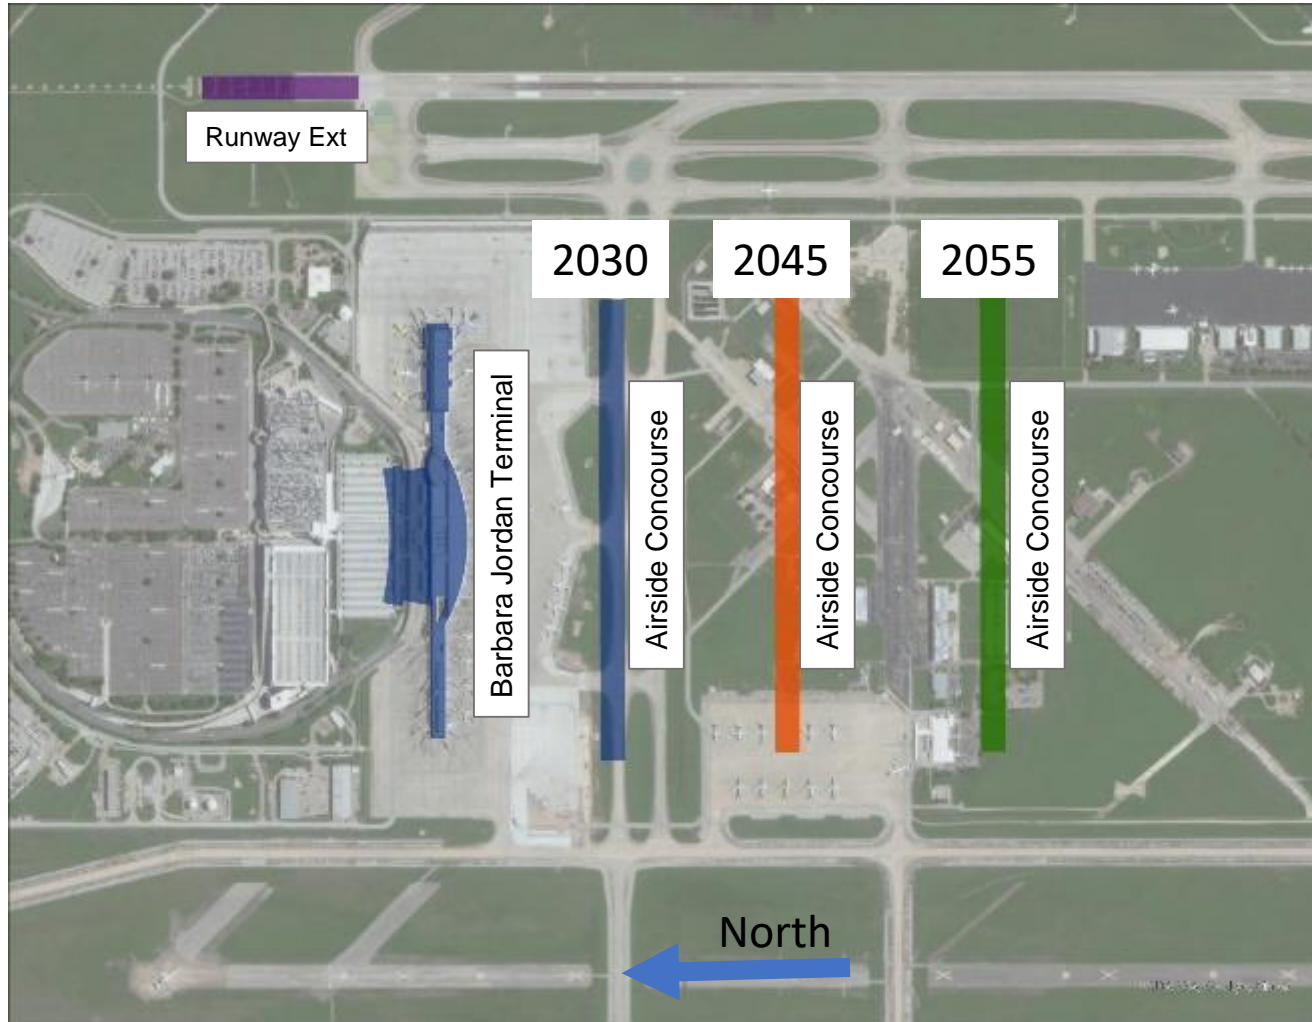 Runway Ext
2030
2045
2055
Barbara Jordan Terminal
Airside Concourse
Airside Concourse
Airside Concourse
North